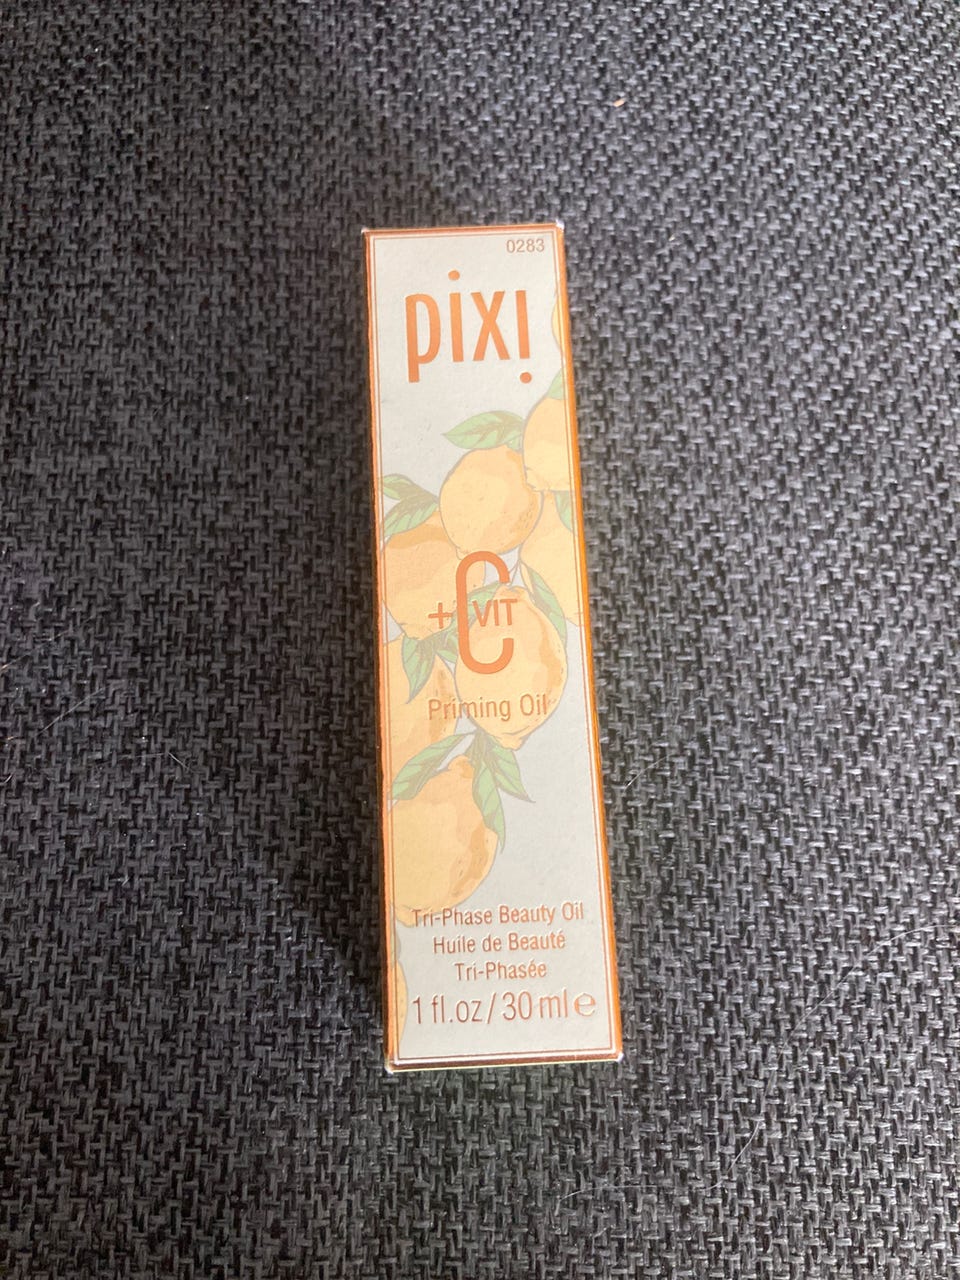 0283
pixi
+C VIT
Priming Oil
Tri-Phase Beauty Oil
Huile de Beauté
Tri-Phasée
1 fl.oz/30 ml e